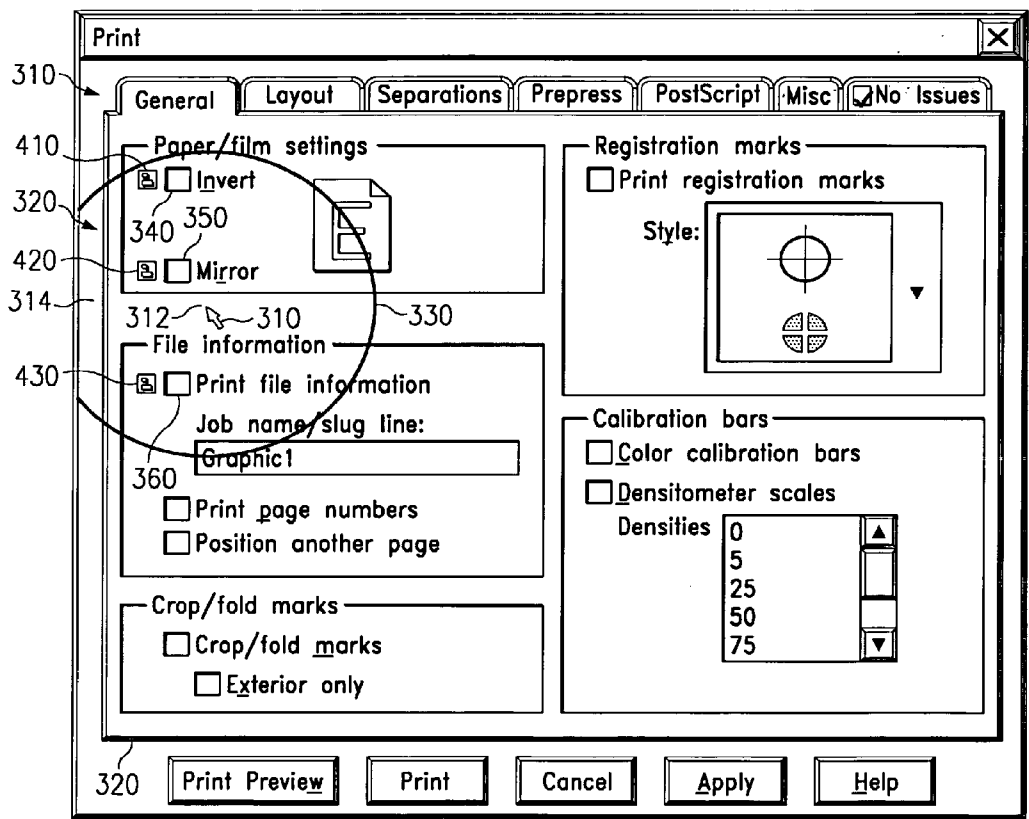 Print
310
General Layout Separations Prepress PostScript Misc No Issues
410
Paper/film settings
Invert
320
340 350
420
Mirror
314
312 310 330
File information
430
Print file information
Job name/slug line:
Graphic1
360
Print page numbers
Position another page
Crop/fold marks
Crop/fold marks
Exterior only
Registration marks
Print registration marks
Style:
Calibration bars
Color calibration bars
Densitometer scales
Densities 0
5
25
50
75
320
Print Preview Print Cancel Apply Help